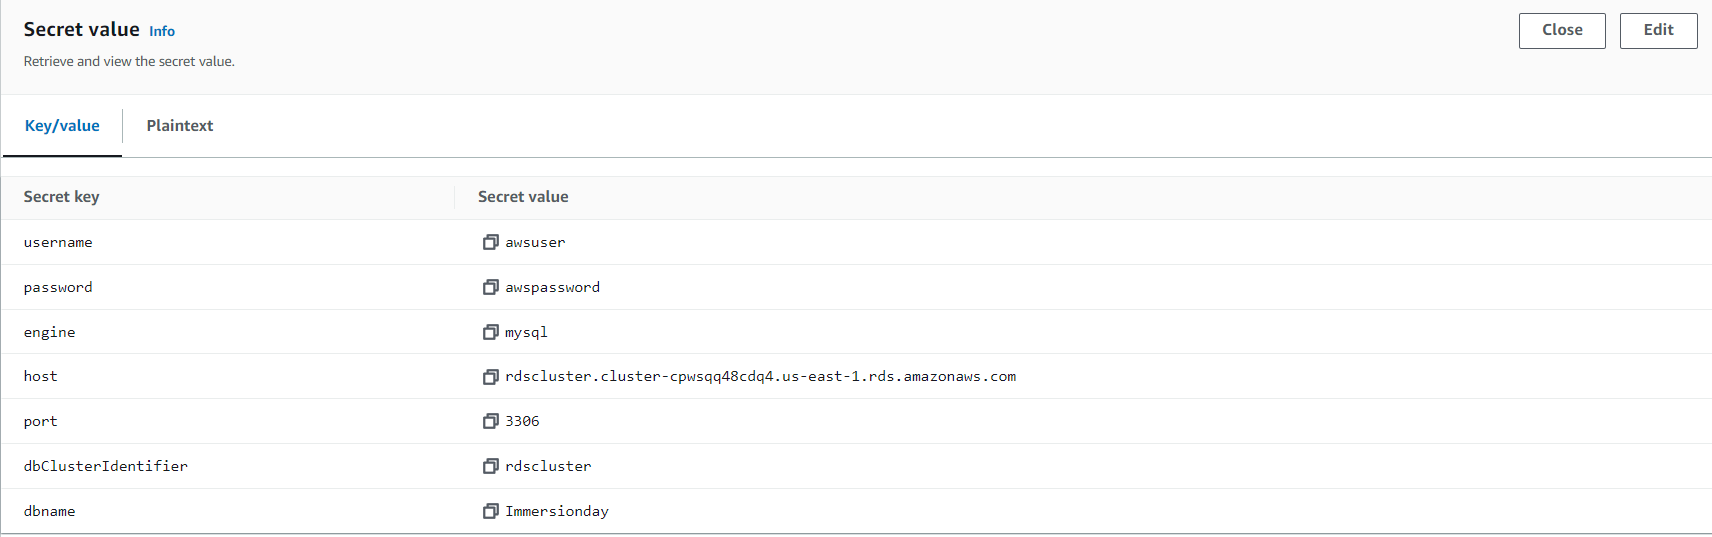 Secret value Info
Close
Edit
Retrieve and view the secret value.
Key/value
Plaintext
Secret key Secret value
username awsuser
password awspassword
engine mysql
host rdscluster.cluster-cpwsqq48cdq4.us-east-1.rds.amazonaws.com
port 3306
dbClusterIdentifier rdscluster
dbname Immersionday